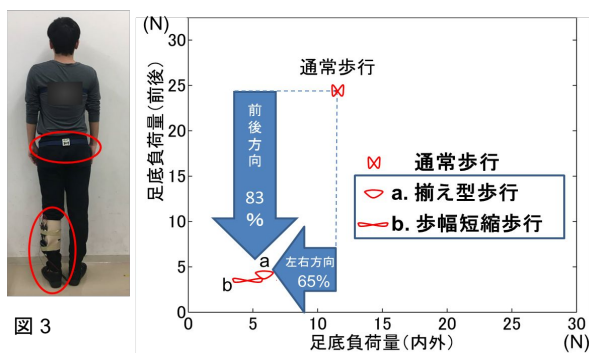 (N)
30
25
20
15
10
5
0
0
5
10
15
20
25
30
(N)
足底負荷量(前後)
足底負荷量(内外)
通常歩行
前後方向
83
%
左右方向
65%
a
b
通常歩行
a. 揃え型歩行
b. 歩幅短縮歩行
図 3